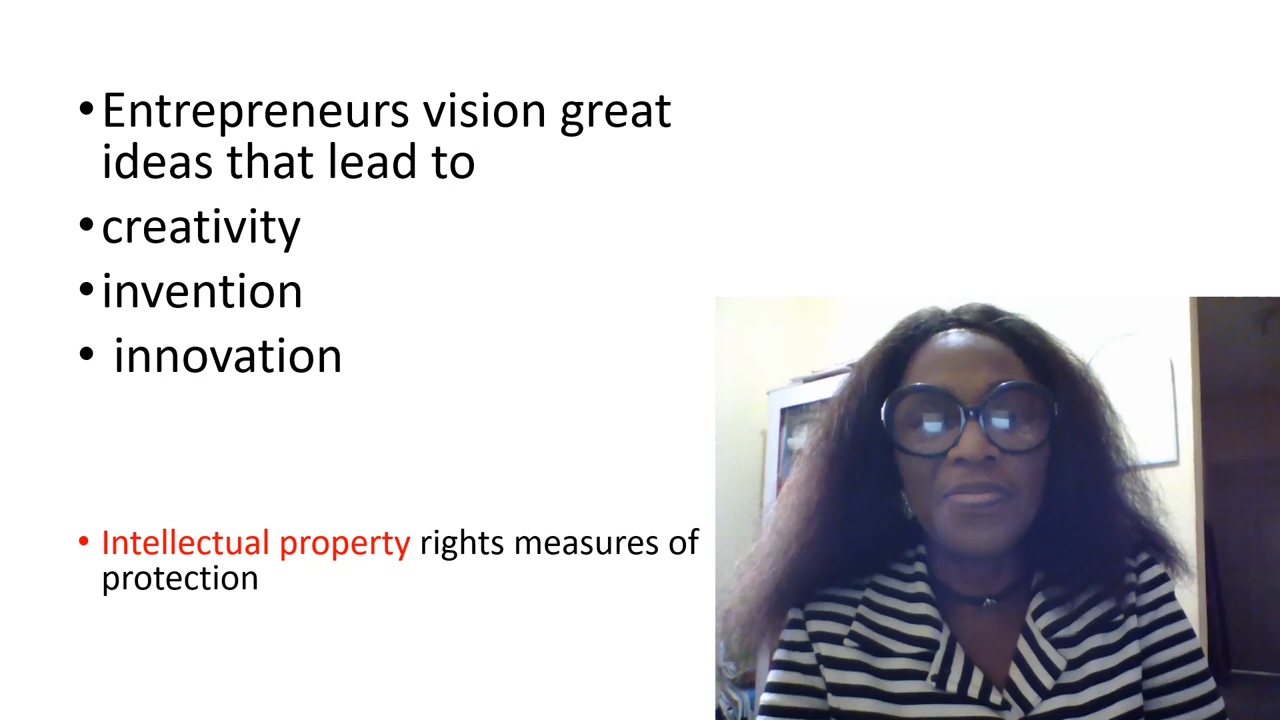 • Entrepreneurs vision great
ideas that lead to
• creativity
• invention
• innovation
• Intellectual property rights measures of
protection